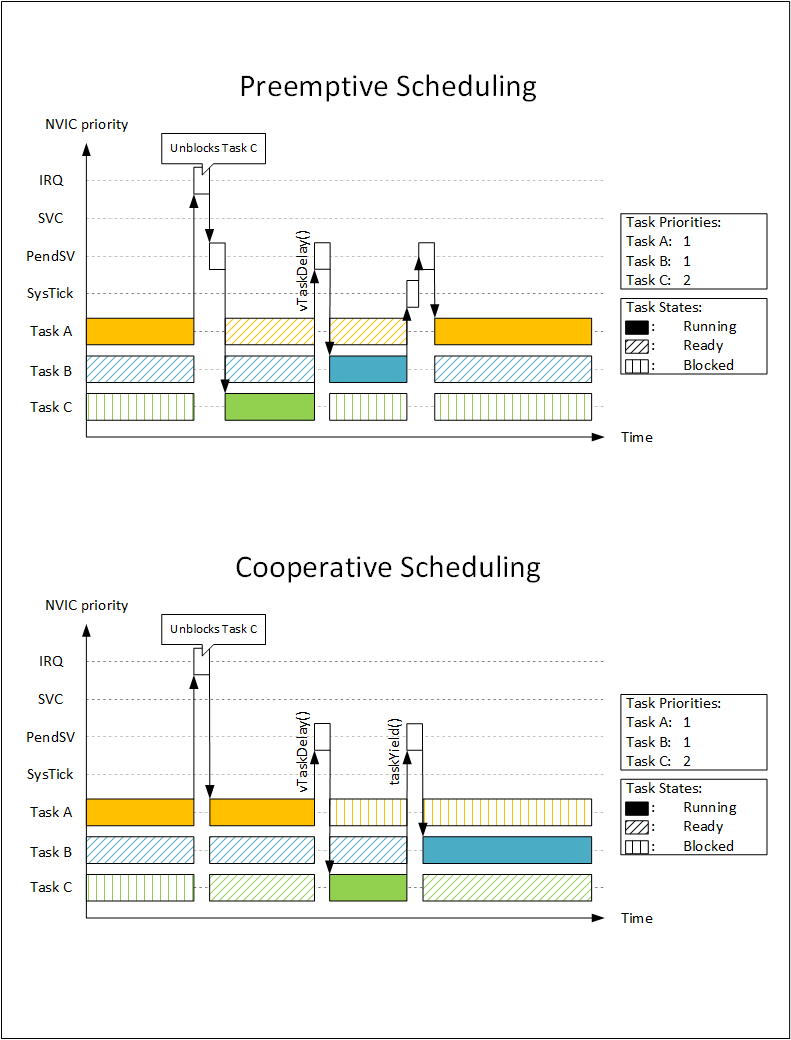 Preemptive Scheduling
NVIC priority
Unblocks Task C
IRQ
SVC
PendSV
SysTick
Task A
Task B
Task C
vTaskDelay()
Time
Task Priorities:
Task A: 1
Task B: 1
Task C: 2
Task States:
: Running
: Ready
: Blocked
Cooperative Scheduling
NVIC priority
Unblocks Task C
IRQ
SVC
PendSV
SysTick
Task A
Task B
Task C
vTaskDelay()
taskYield()
Time
Task Priorities:
Task A: 1
Task B: 1
Task C: 2
Task States:
: Running
: Ready
: Blocked